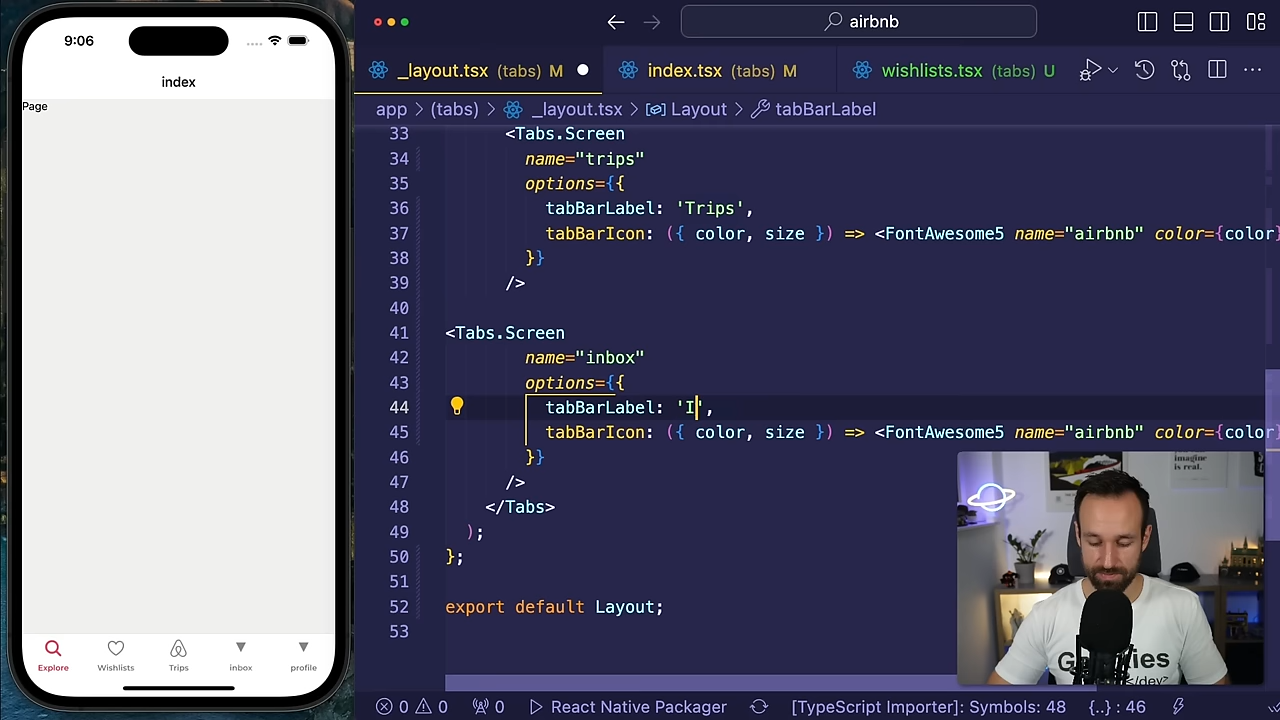 9:06
index
Page
Explore
Wishlists
Trips
inbox
profile
airbnb
_layout.tsx (tabs) M
index.tsx (tabs) M
wishlists.tsx (tabs) U
app > (tabs) > _layout.tsx > Layout > tabBarLabel
33 <Tabs.Screen
34 name="trips"
35 options={{
36 tabBarLabel: 'Trips',
37 tabBarIcon: ({ color, size }) => <FontAwesome5 name="airbnb" color={color}
38 }}
39 />
40
41 <Tabs.Screen
42 name="inbox"
43 options={{
44 tabBarLabel: 'I',
45 tabBarIcon: ({ color, size }) => <FontAwesome5 name="airbnb" color={color}
46 }}
47 />
48 </Tabs>
49 );
50 };
51
52 export default Layout;
53
imagine
is real.
</dev>
0 0 0 React Native Packager [TypeScript Importer]: Symbols: 48 {..} : 46